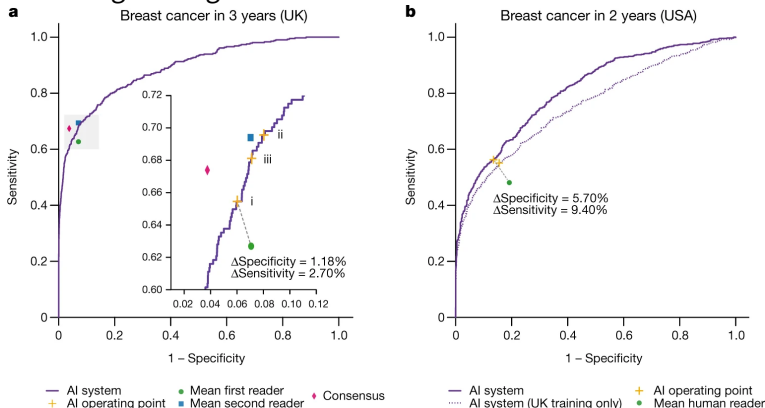 a
Breast cancer in 3 years (UK)
1.0
0.8
0.6
0.4
0.2
0
Sensitivity
0
0.2
0.4
0.6
0.8
1.0
1 – Specificity
0.72
0.70
0.68
0.66
0.64
0.62
0.60
0.02
0.04
0.06
0.08
0.10
0.12
ii
iii
i
ΔSpecificity = 1.18%
ΔSensitivity = 2.70%
AI system
AI operating point
Mean first reader
Mean second reader
Consensus
b
Breast cancer in 2 years (USA)
1.0
0.8
0.6
0.4
0.2
0
Sensitivity
0
0.2
0.4
0.6
0.8
1.0
1 – Specificity
ΔSpecificity = 5.70%
ΔSensitivity = 9.40%
AI system
AI system (UK training only)
AI operating point
Mean human reader